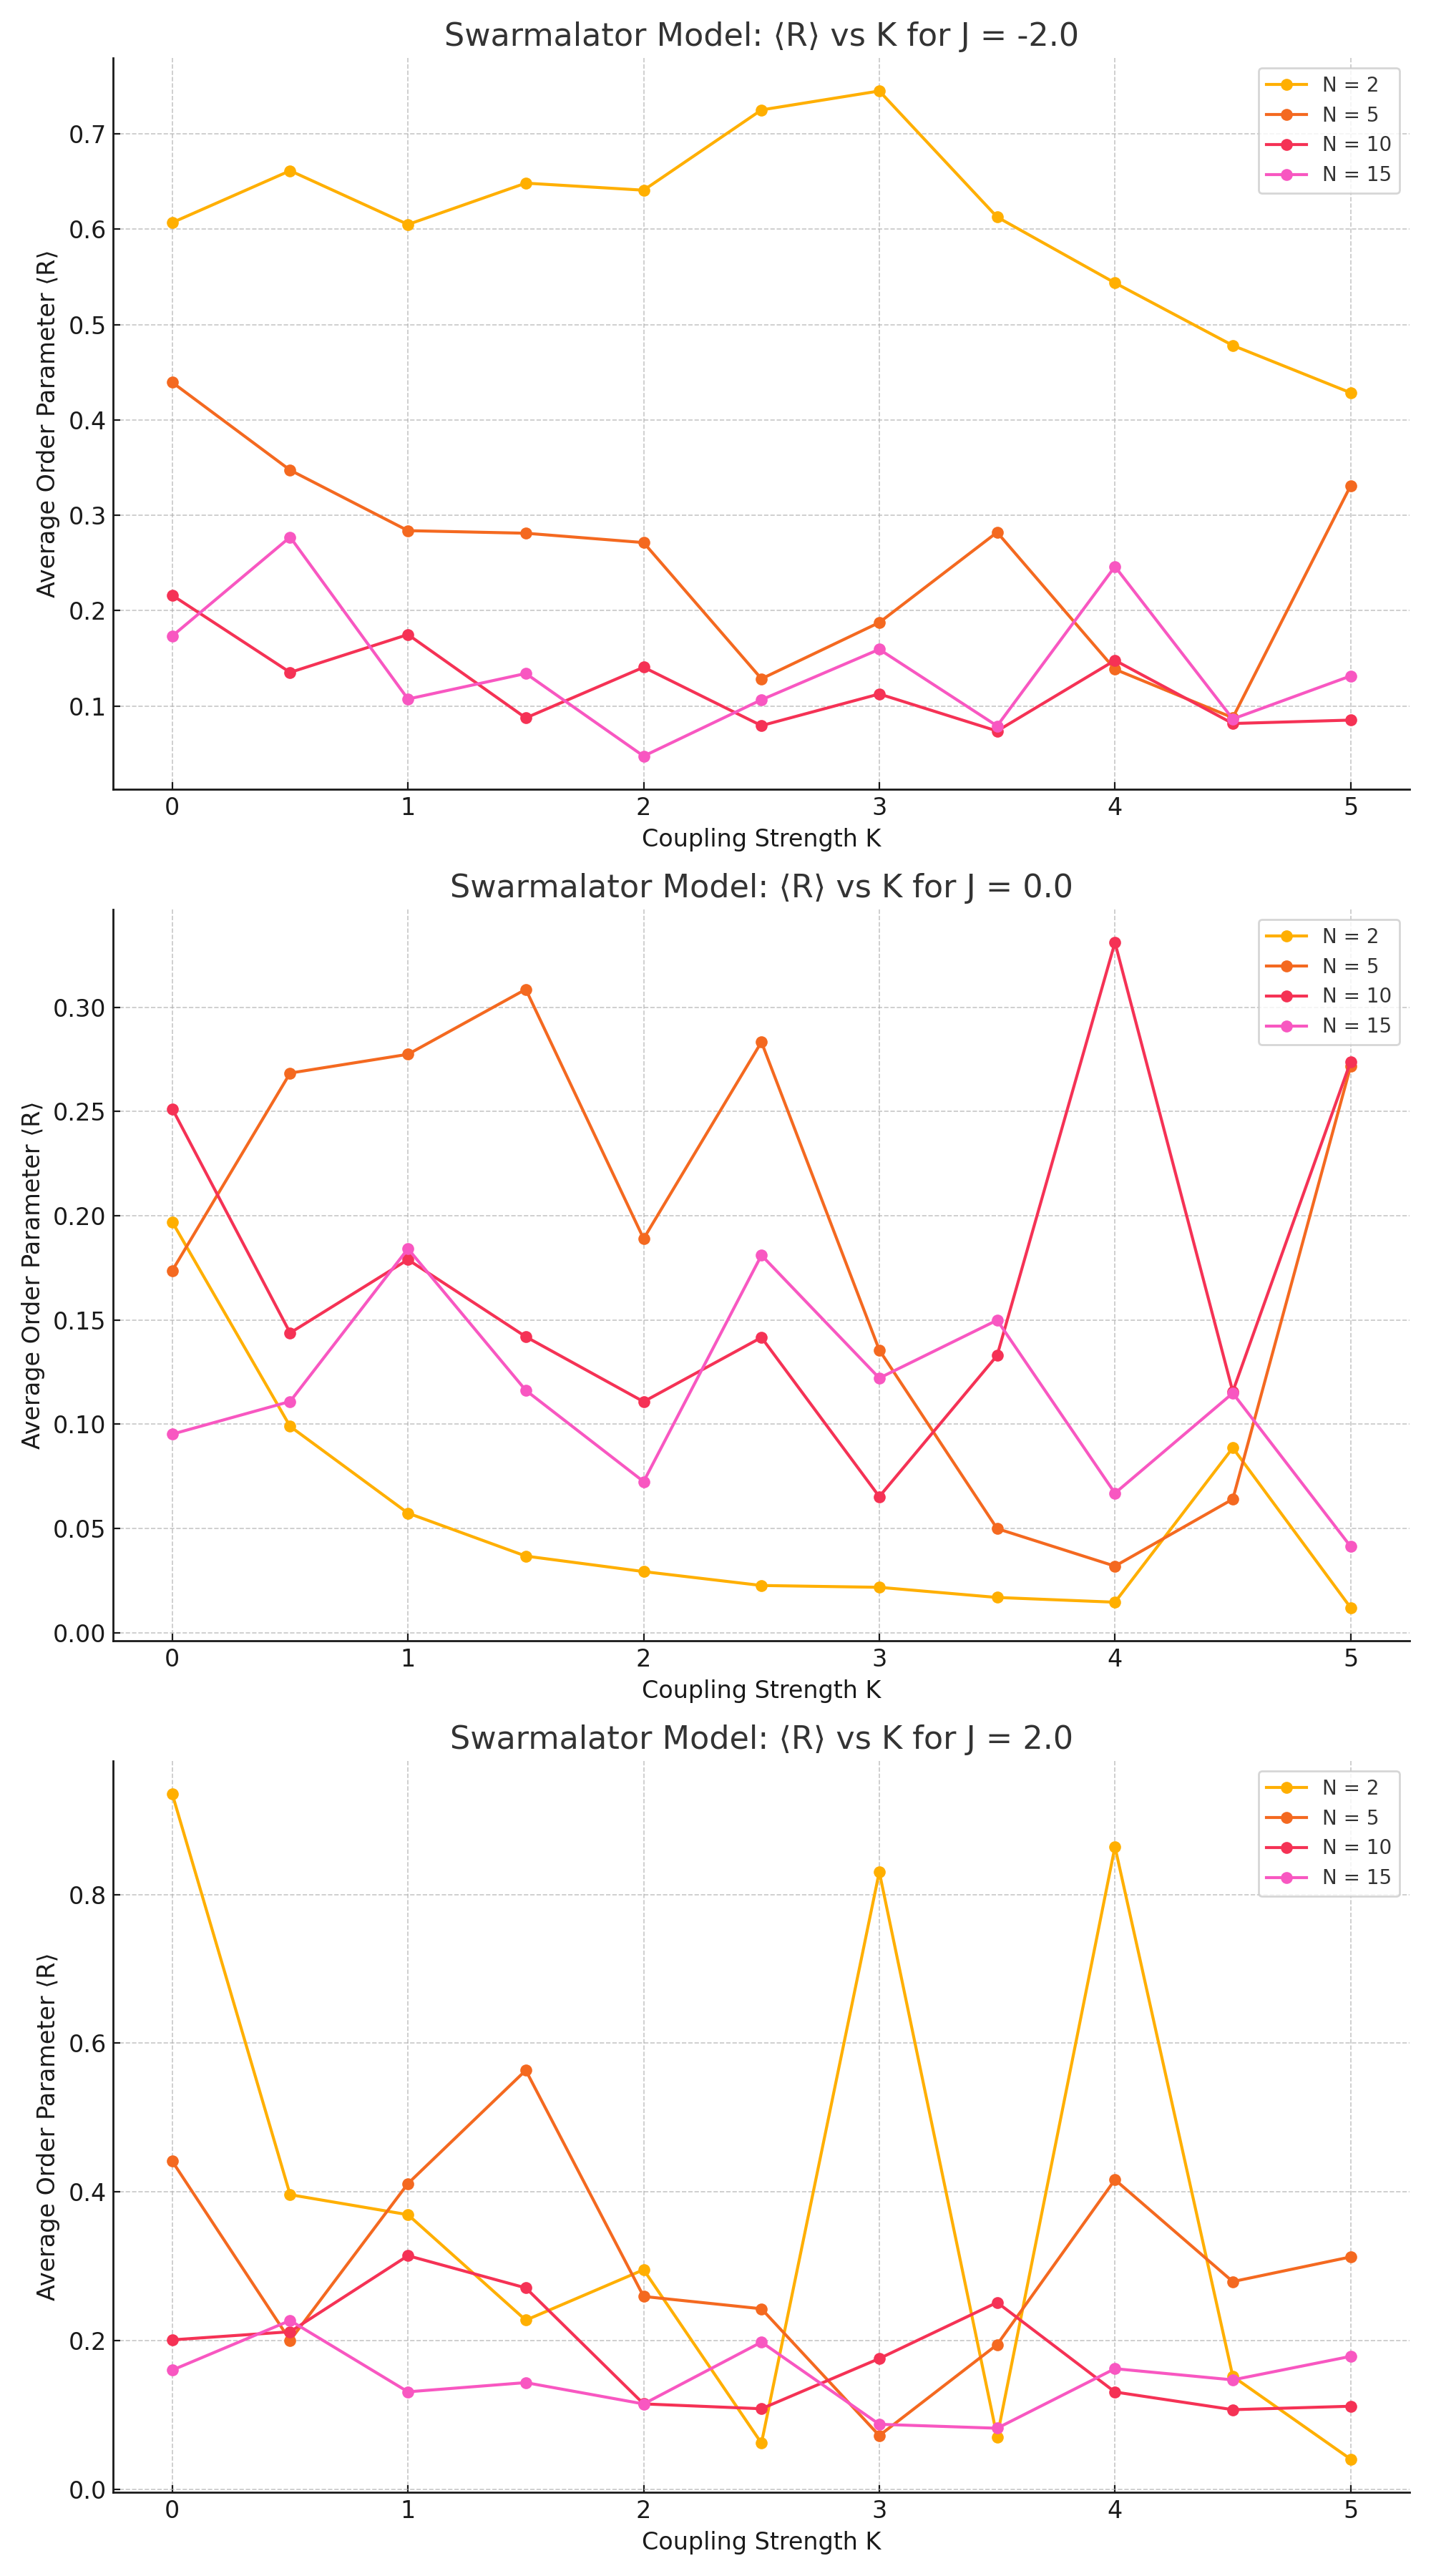 Swarmalator Model: ⟨R⟩ vs K for J = -2.0
N = 2
N = 5
N = 10
N = 15
Average Order Parameter ⟨R⟩
0.7
0.6
0.5
0.4
0.3
0.2
0.1
0 1 2 3 4 5
Coupling Strength K
Swarmalator Model: ⟨R⟩ vs K for J = 0.0
N = 2
N = 5
N = 10
N = 15
Average Order Parameter ⟨R⟩
0.30
0.25
0.20
0.15
0.10
0.05
0.00
0 1 2 3 4 5
Coupling Strength K
Swarmalator Model: ⟨R⟩ vs K for J = 2.0
N = 2
N = 5
N = 10
N = 15
Average Order Parameter ⟨R⟩
0.8
0.6
0.4
0.2
0.0
0 1 2 3 4 5
Coupling Strength K